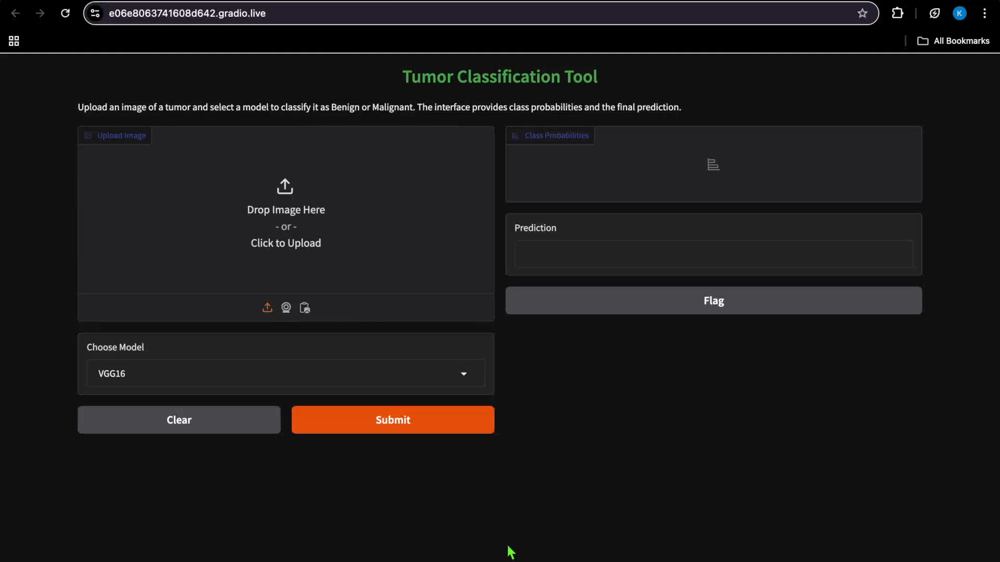 e06e8063741608d642.gradio.live
K
All Bookmarks
Tumor Classification Tool
Upload an image of a tumor and select a model to classify it as Benign or Malignant. The interface provides class probabilities and the final prediction.
Upload Image
Drop Image Here
- or -
Click to Upload
Choose Model
VGG16
Clear
Submit
Class Probabilities
Prediction
Flag